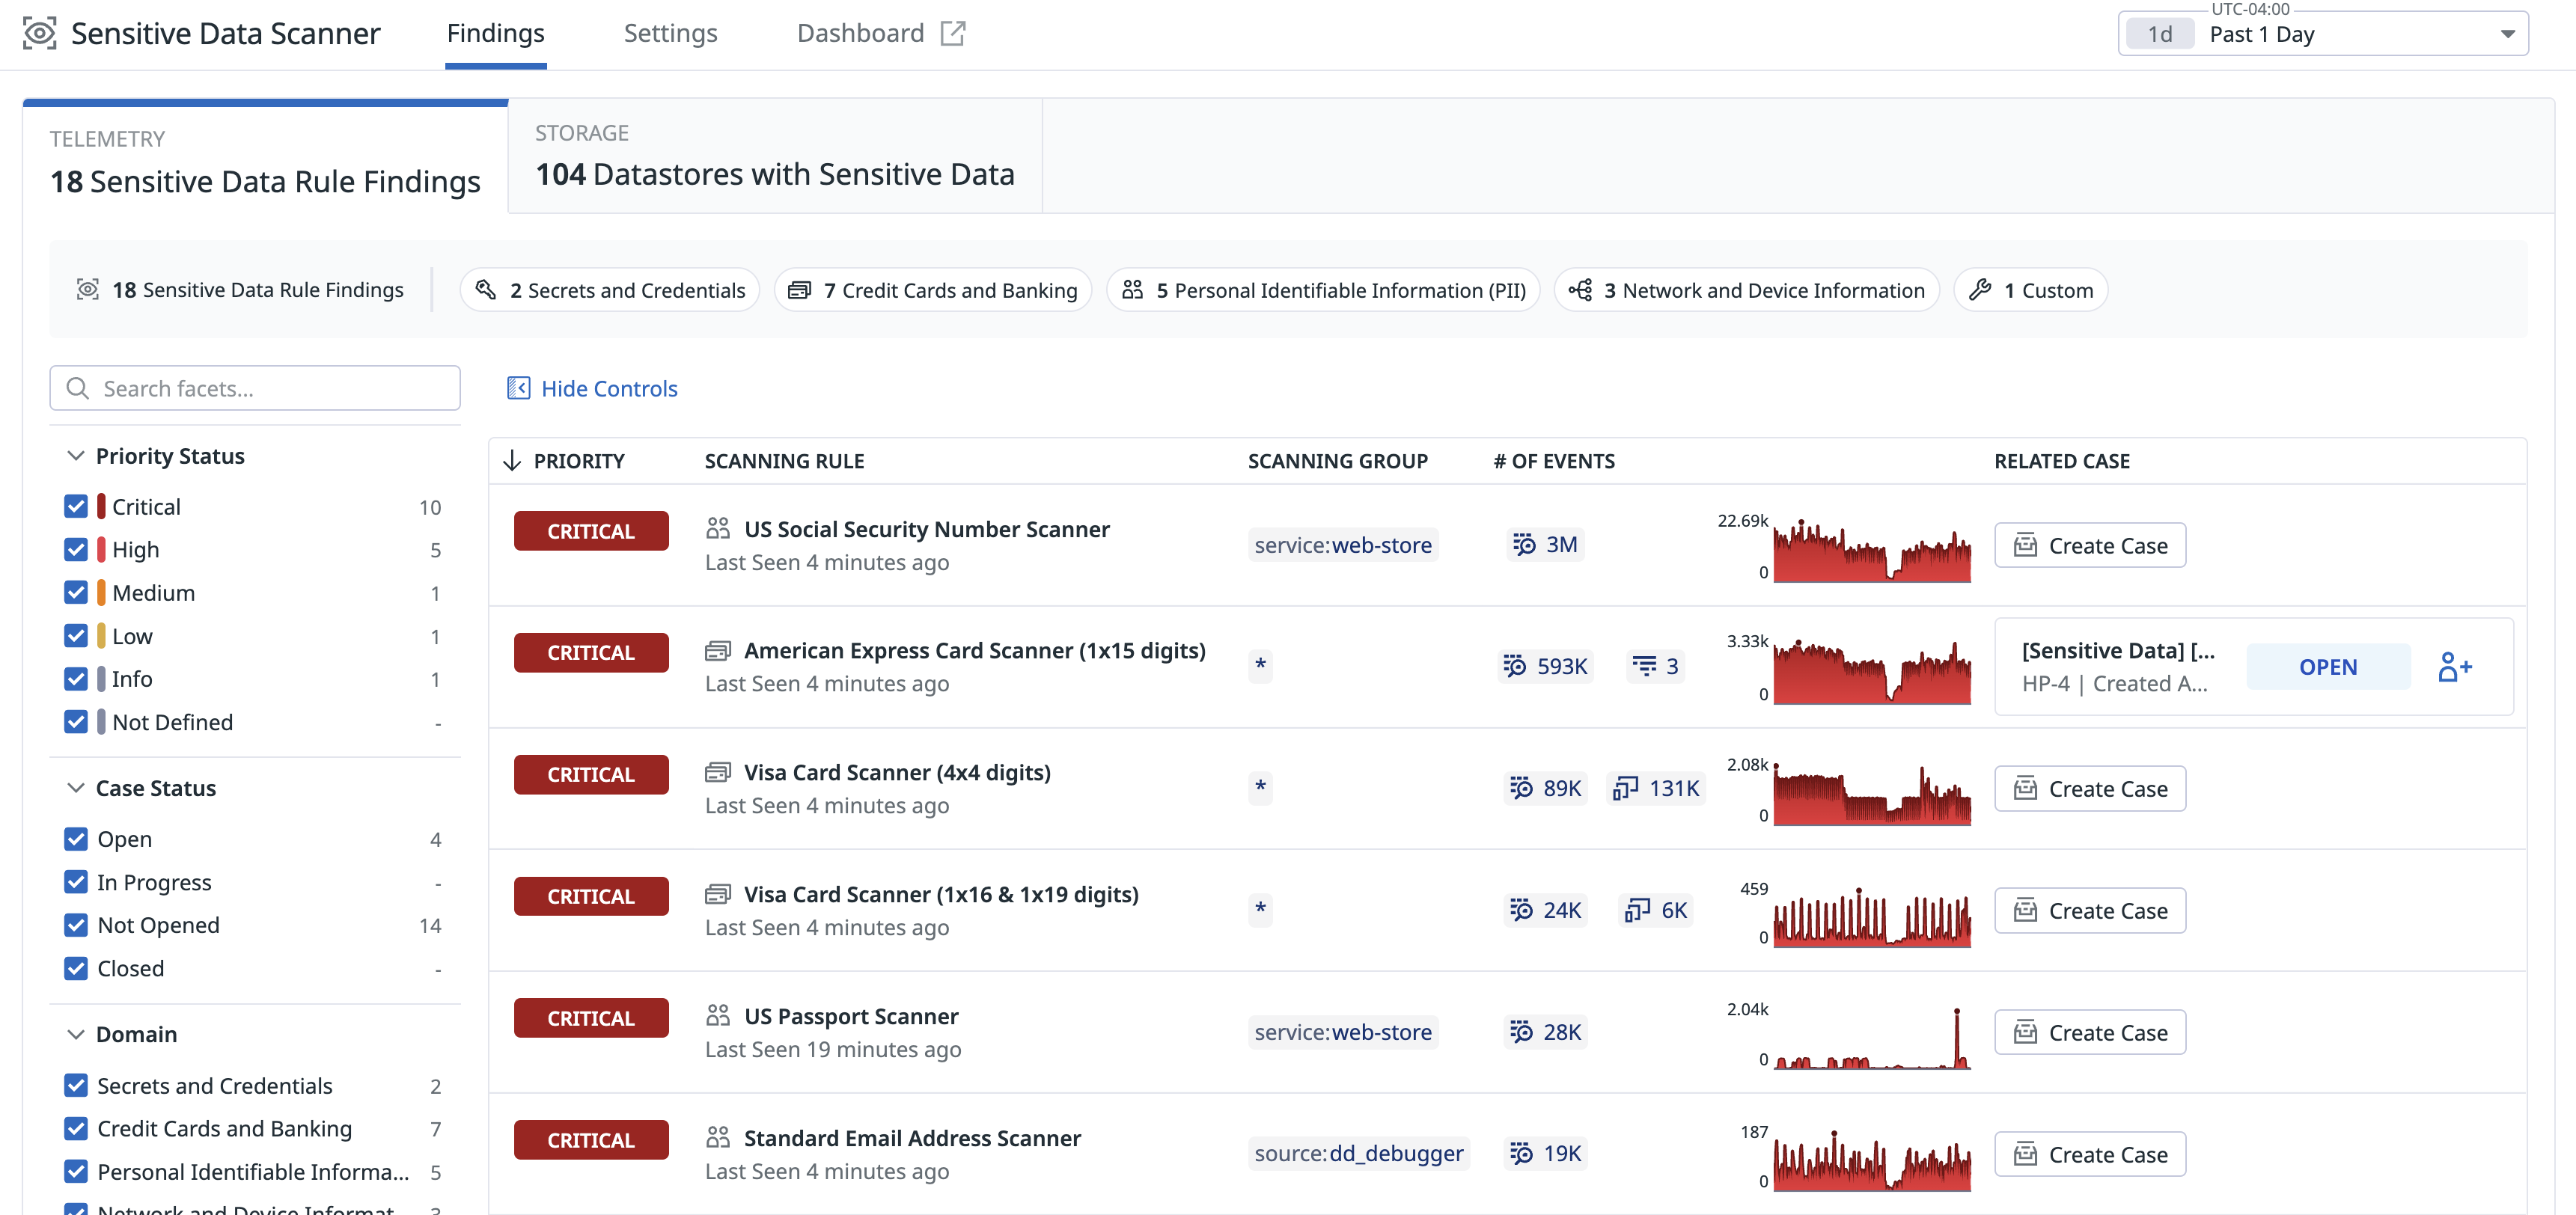 Sensitive Data Scanner
Findings
Settings
Dashboard
UTC-04:00
1d Past 1 Day
TELEMETRY
18 Sensitive Data Rule Findings
STORAGE
104 Datastores with Sensitive Data
18 Sensitive Data Rule Findings
2 Secrets and Credentials
7 Credit Cards and Banking
5 Personal Identifiable Information (PII)
3 Network and Device Information
1 Custom
Search facets...
Hide Controls
Priority Status
Critical 10
High 5
Medium 1
Low 1
Info 1
Not Defined -
Case Status
Open 4
In Progress -
Not Opened 14
Closed -
Domain
Secrets and Credentials 2
Credit Cards and Banking 7
Personal Identifiable Informa... 5
Network and Device Informat... 3
PRIORITY SCANNING RULE SCANNING GROUP # OF EVENTS RELATED CASE
CRITICAL
US Social Security Number Scanner
Last Seen 4 minutes ago
service:web-store
3M
22.69k
0
Create Case
CRITICAL
American Express Card Scanner (1x15 digits)
Last Seen 4 minutes ago
*
593K 3
3.33k
0
[Sensitive Data] [...
HP-4 | Created A...
OPEN
CRITICAL
Visa Card Scanner (4x4 digits)
Last Seen 4 minutes ago
*
89K 131K
2.08k
0
Create Case
CRITICAL
Visa Card Scanner (1x16 & 1x19 digits)
Last Seen 4 minutes ago
*
24K 6K
459
0
Create Case
CRITICAL
US Passport Scanner
Last Seen 19 minutes ago
service:web-store
28K
2.04k
0
Create Case
CRITICAL
Standard Email Address Scanner
Last Seen 4 minutes ago
source:dd_debugger
19K
187
0
Create Case